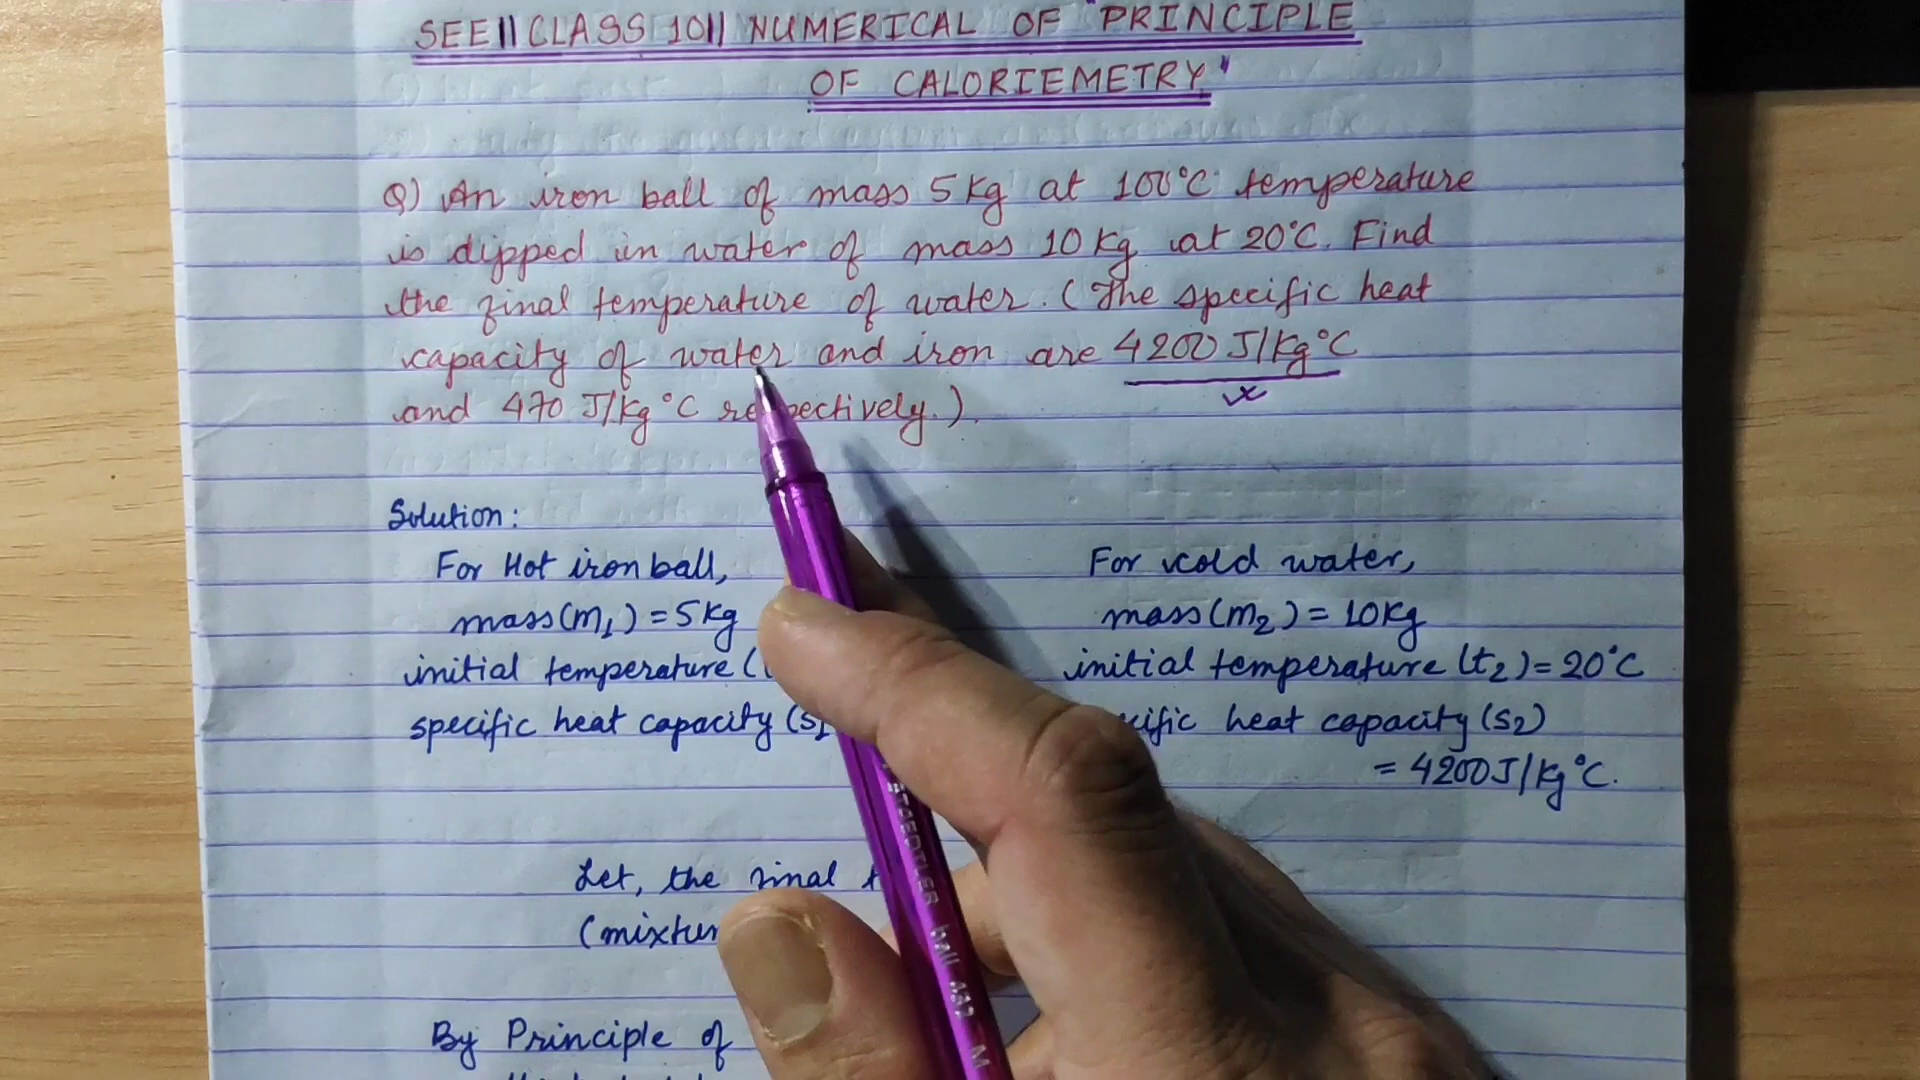 SEE || CLASS 10 || NUMERICAL OF "PRINCIPLE
OF CALORIEMETRY"
Q) An iron ball of mass 5 Kg at 100°C temperature
is dipped in water of mass 10 Kg at 20°C. Find
the final temperature of water. (The specific heat
capacity of water and iron are 4200 J/Kg°C
and 470 J/Kg°C respectively.)
Solution:
For Hot iron ball,
mass(m1) = 5 Kg
initial temperature (
specific heat capacity (s1
For cold water,
mass(m2) = 10 Kg
initial temperature (t2) = 20°C
heat capacity (s2)
= 4200 J/Kg°C.
Let, the final
By Principle of
STAEDTLER ball 432 M